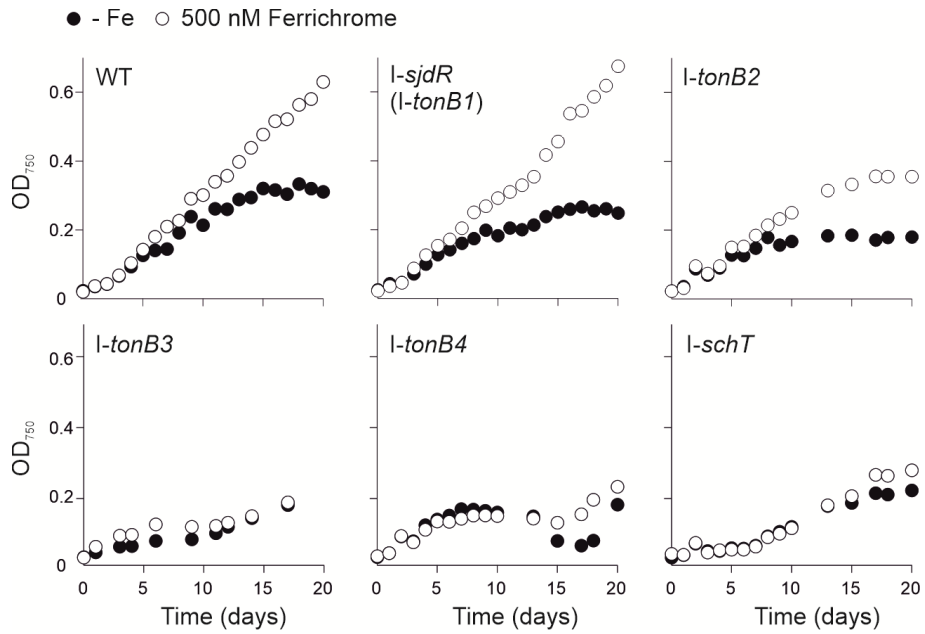 ● - Fe ○ 500 nM Ferrichrome
WT
I-sjdR
(I-tonB1)
I-tonB2
OD750
0.6
0.4
0.2
0
I-tonB3
I-tonB4
I-schT
OD750
0.6
0.4
0.2
0
0 5 10 15 20
0 5 10 15 20
0 5 10 15 20
Time (days)
Time (days)
Time (days)